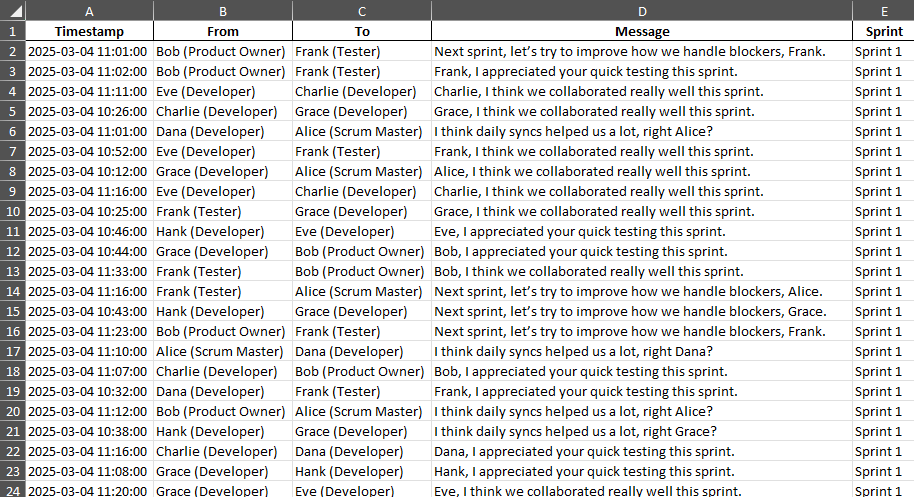 A B C D E
1 Timestamp From To Message Sprint
2 2025-03-04 11:01:00 Bob (Product Owner) Frank (Tester) Next sprint, let’s try to improve how we handle blockers, Frank. Sprint 1
3 2025-03-04 11:02:00 Bob (Product Owner) Frank (Tester) Frank, I appreciated your quick testing this sprint. Sprint 1
4 2025-03-04 11:11:00 Eve (Developer) Charlie (Developer) Charlie, I think we collaborated really well this sprint. Sprint 1
5 2025-03-04 10:26:00 Charlie (Developer) Grace (Developer) Grace, I think we collaborated really well this sprint. Sprint 1
6 2025-03-04 11:01:00 Dana (Developer) Alice (Scrum Master) I think daily syncs helped us a lot, right Alice? Sprint 1
7 2025-03-04 10:52:00 Eve (Developer) Frank (Tester) Frank, I think we collaborated really well this sprint. Sprint 1
8 2025-03-04 10:12:00 Grace (Developer) Alice (Scrum Master) Alice, I think we collaborated really well this sprint. Sprint 1
9 2025-03-04 11:16:00 Eve (Developer) Charlie (Developer) Charlie, I think we collaborated really well this sprint. Sprint 1
10 2025-03-04 10:25:00 Frank (Tester) Grace (Developer) Grace, I think we collaborated really well this sprint. Sprint 1
11 2025-03-04 10:46:00 Hank (Developer) Eve (Developer) Eve, I appreciated your quick testing this sprint. Sprint 1
12 2025-03-04 10:44:00 Grace (Developer) Bob (Product Owner) Bob, I appreciated your quick testing this sprint. Sprint 1
13 2025-03-04 11:33:00 Frank (Tester) Bob (Product Owner) Bob, I think we collaborated really well this sprint. Sprint 1
14 2025-03-04 11:16:00 Frank (Tester) Alice (Scrum Master) Next sprint, let’s try to improve how we handle blockers, Alice. Sprint 1
15 2025-03-04 10:43:00 Hank (Developer) Grace (Developer) Next sprint, let’s try to improve how we handle blockers, Grace. Sprint 1
16 2025-03-04 11:23:00 Bob (Product Owner) Frank (Tester) Next sprint, let’s try to improve how we handle blockers, Frank. Sprint 1
17 2025-03-04 11:10:00 Alice (Scrum Master) Dana (Developer) I think daily syncs helped us a lot, right Dana? Sprint 1
18 2025-03-04 11:07:00 Charlie (Developer) Bob (Product Owner) Bob, I appreciated your quick testing this sprint. Sprint 1
19 2025-03-04 10:32:00 Dana (Developer) Frank (Tester) Frank, I appreciated your quick testing this sprint. Sprint 1
20 2025-03-04 11:12:00 Bob (Product Owner) Alice (Scrum Master) I think daily syncs helped us a lot, right Alice? Sprint 1
21 2025-03-04 10:38:00 Hank (Developer) Grace (Developer) I think daily syncs helped us a lot, right Grace? Sprint 1
22 2025-03-04 11:16:00 Charlie (Developer) Dana (Developer) Dana, I appreciated your quick testing this sprint. Sprint 1
23 2025-03-04 11:08:00 Grace (Developer) Hank (Developer) Hank, I appreciated your quick testing this sprint. Sprint 1
24 2025-03-04 11:20:00 Grace (Developer) Eve (Developer) Eve, I think we collaborated really well this sprint. Sprint 1